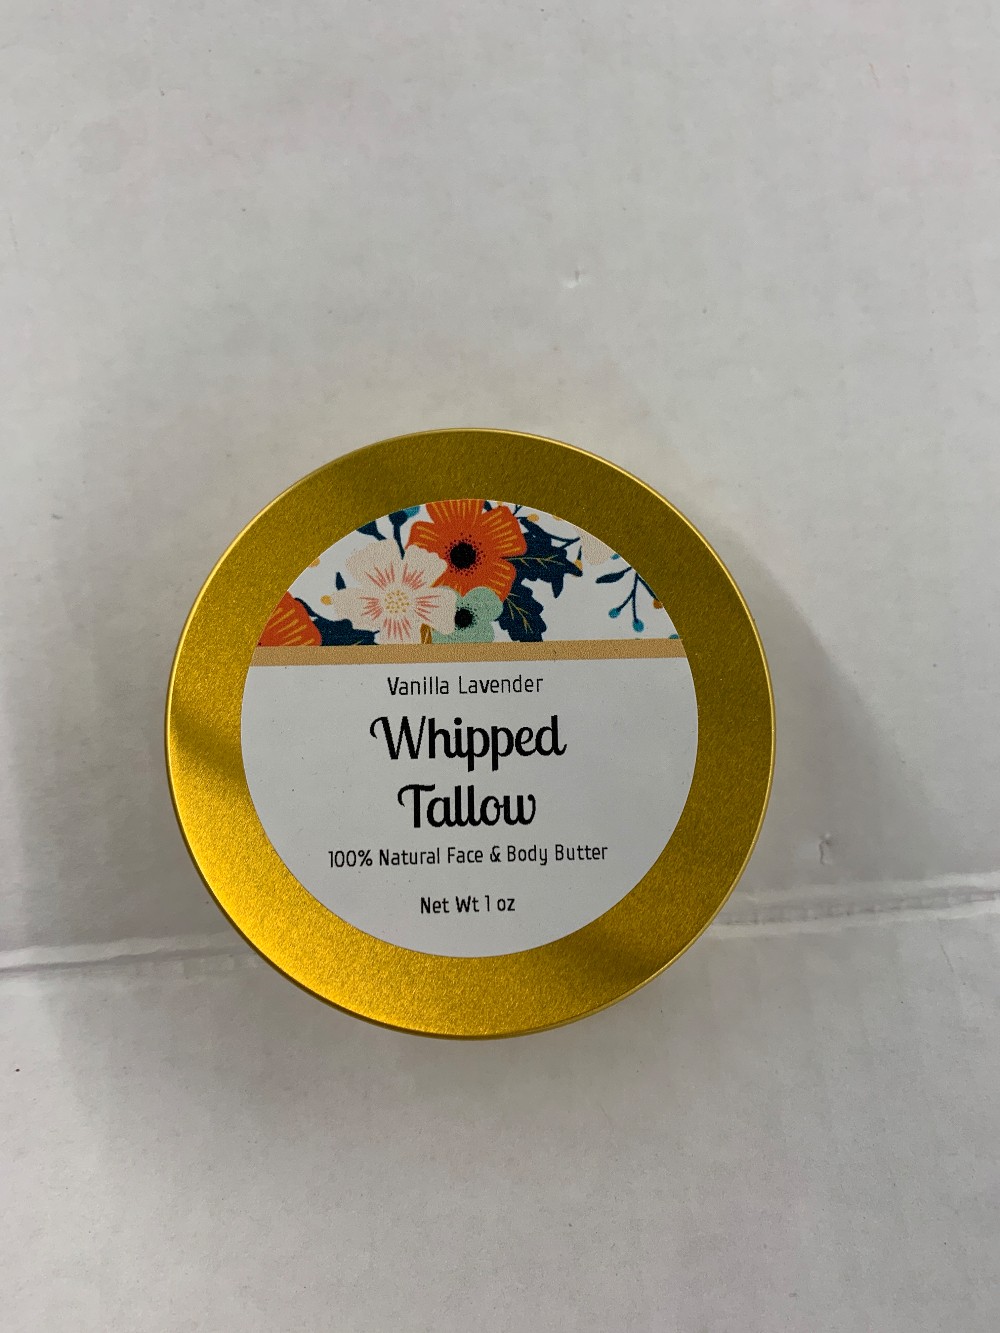 Vanilla Lavender
Whipped
Tallow
100% Natural Face & Body Butter
Net Wt 1 oz